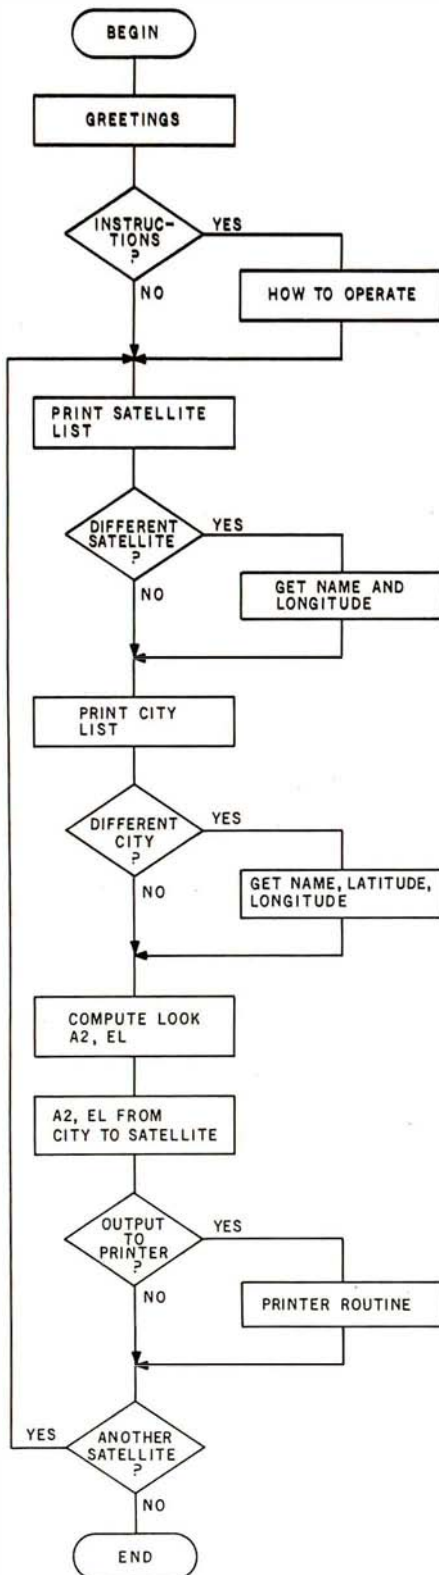 BEGIN
GREETINGS
INSTRUC-
TIONS
?
YES
NO
HOW TO OPERATE
PRINT SATELLITE
LIST
DIFFERENT
SATELLITE
?
YES
NO
GET NAME AND
LONGITUDE
PRINT CITY
LIST
DIFFERENT
CITY
?
YES
NO
GET NAME, LATITUDE,
LONGITUDE
COMPUTE LOOK
A2, EL
A2, EL FROM
CITY TO SATELLITE
OUTPUT
TO
PRINTER
?
YES
NO
PRINTER ROUTINE
YES
ANOTHER
SATELLITE
?
NO
END